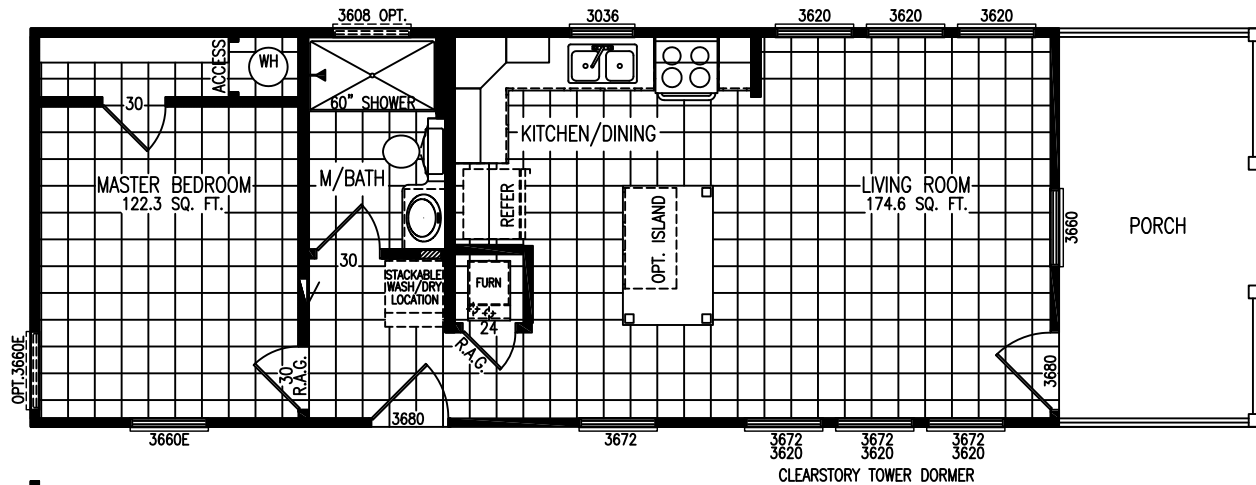 3608 OPT.
3036
3620
3620
3620
ACCESS
WH
30
60" SHOWER
KITCHEN/DINING
MASTER BEDROOM
122.3 SQ. FT.
M/BATH
REFER
OPT. ISLAND
LIVING ROOM
174.6 SQ. FT.
3660
PORCH
30
STACKABLE
WASH/DRY
LOCATION
FURN
24
R.A.G.
OPT.3660E
30
R.A.G.
3680
3680
3660E
3672
3672
3620
3672
3620
3672
3620
CLEARSTORY TOWER DORMER